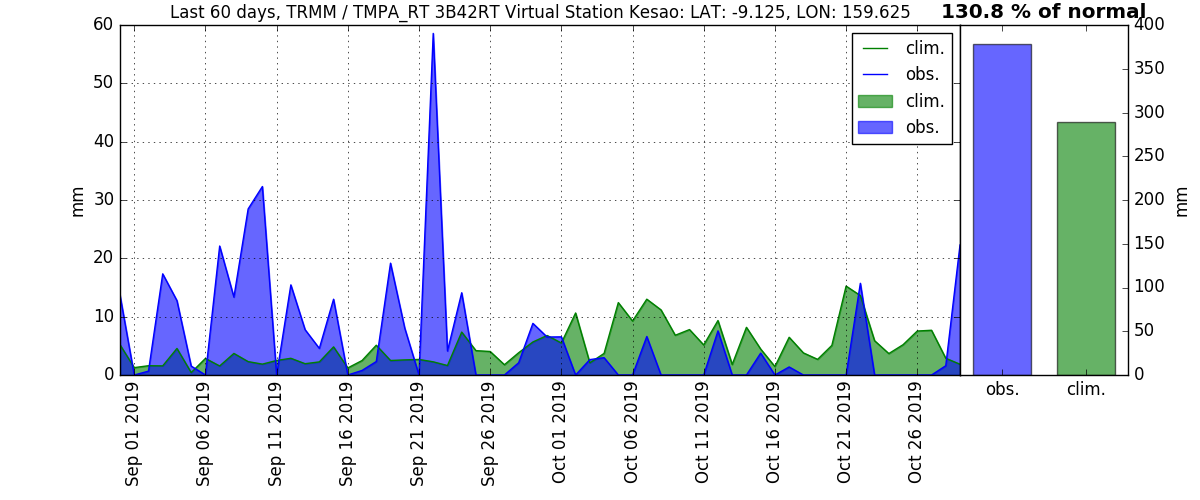 Last 60 days, TRMM / TMPA_RT 3B42RT Virtual Station Kesao: LAT: -9.125, LON: 159.625
130.8 % of normal
60
50
40
30
20
10
0
mm
clim.
obs.
clim.
obs.
400
350
300
250
200
150
100
50
0
mm
Sep 01 2019
Sep 06 2019
Sep 11 2019
Sep 16 2019
Sep 21 2019
Sep 26 2019
Oct 01 2019
Oct 06 2019
Oct 11 2019
Oct 16 2019
Oct 21 2019
Oct 26 2019
obs.
clim.